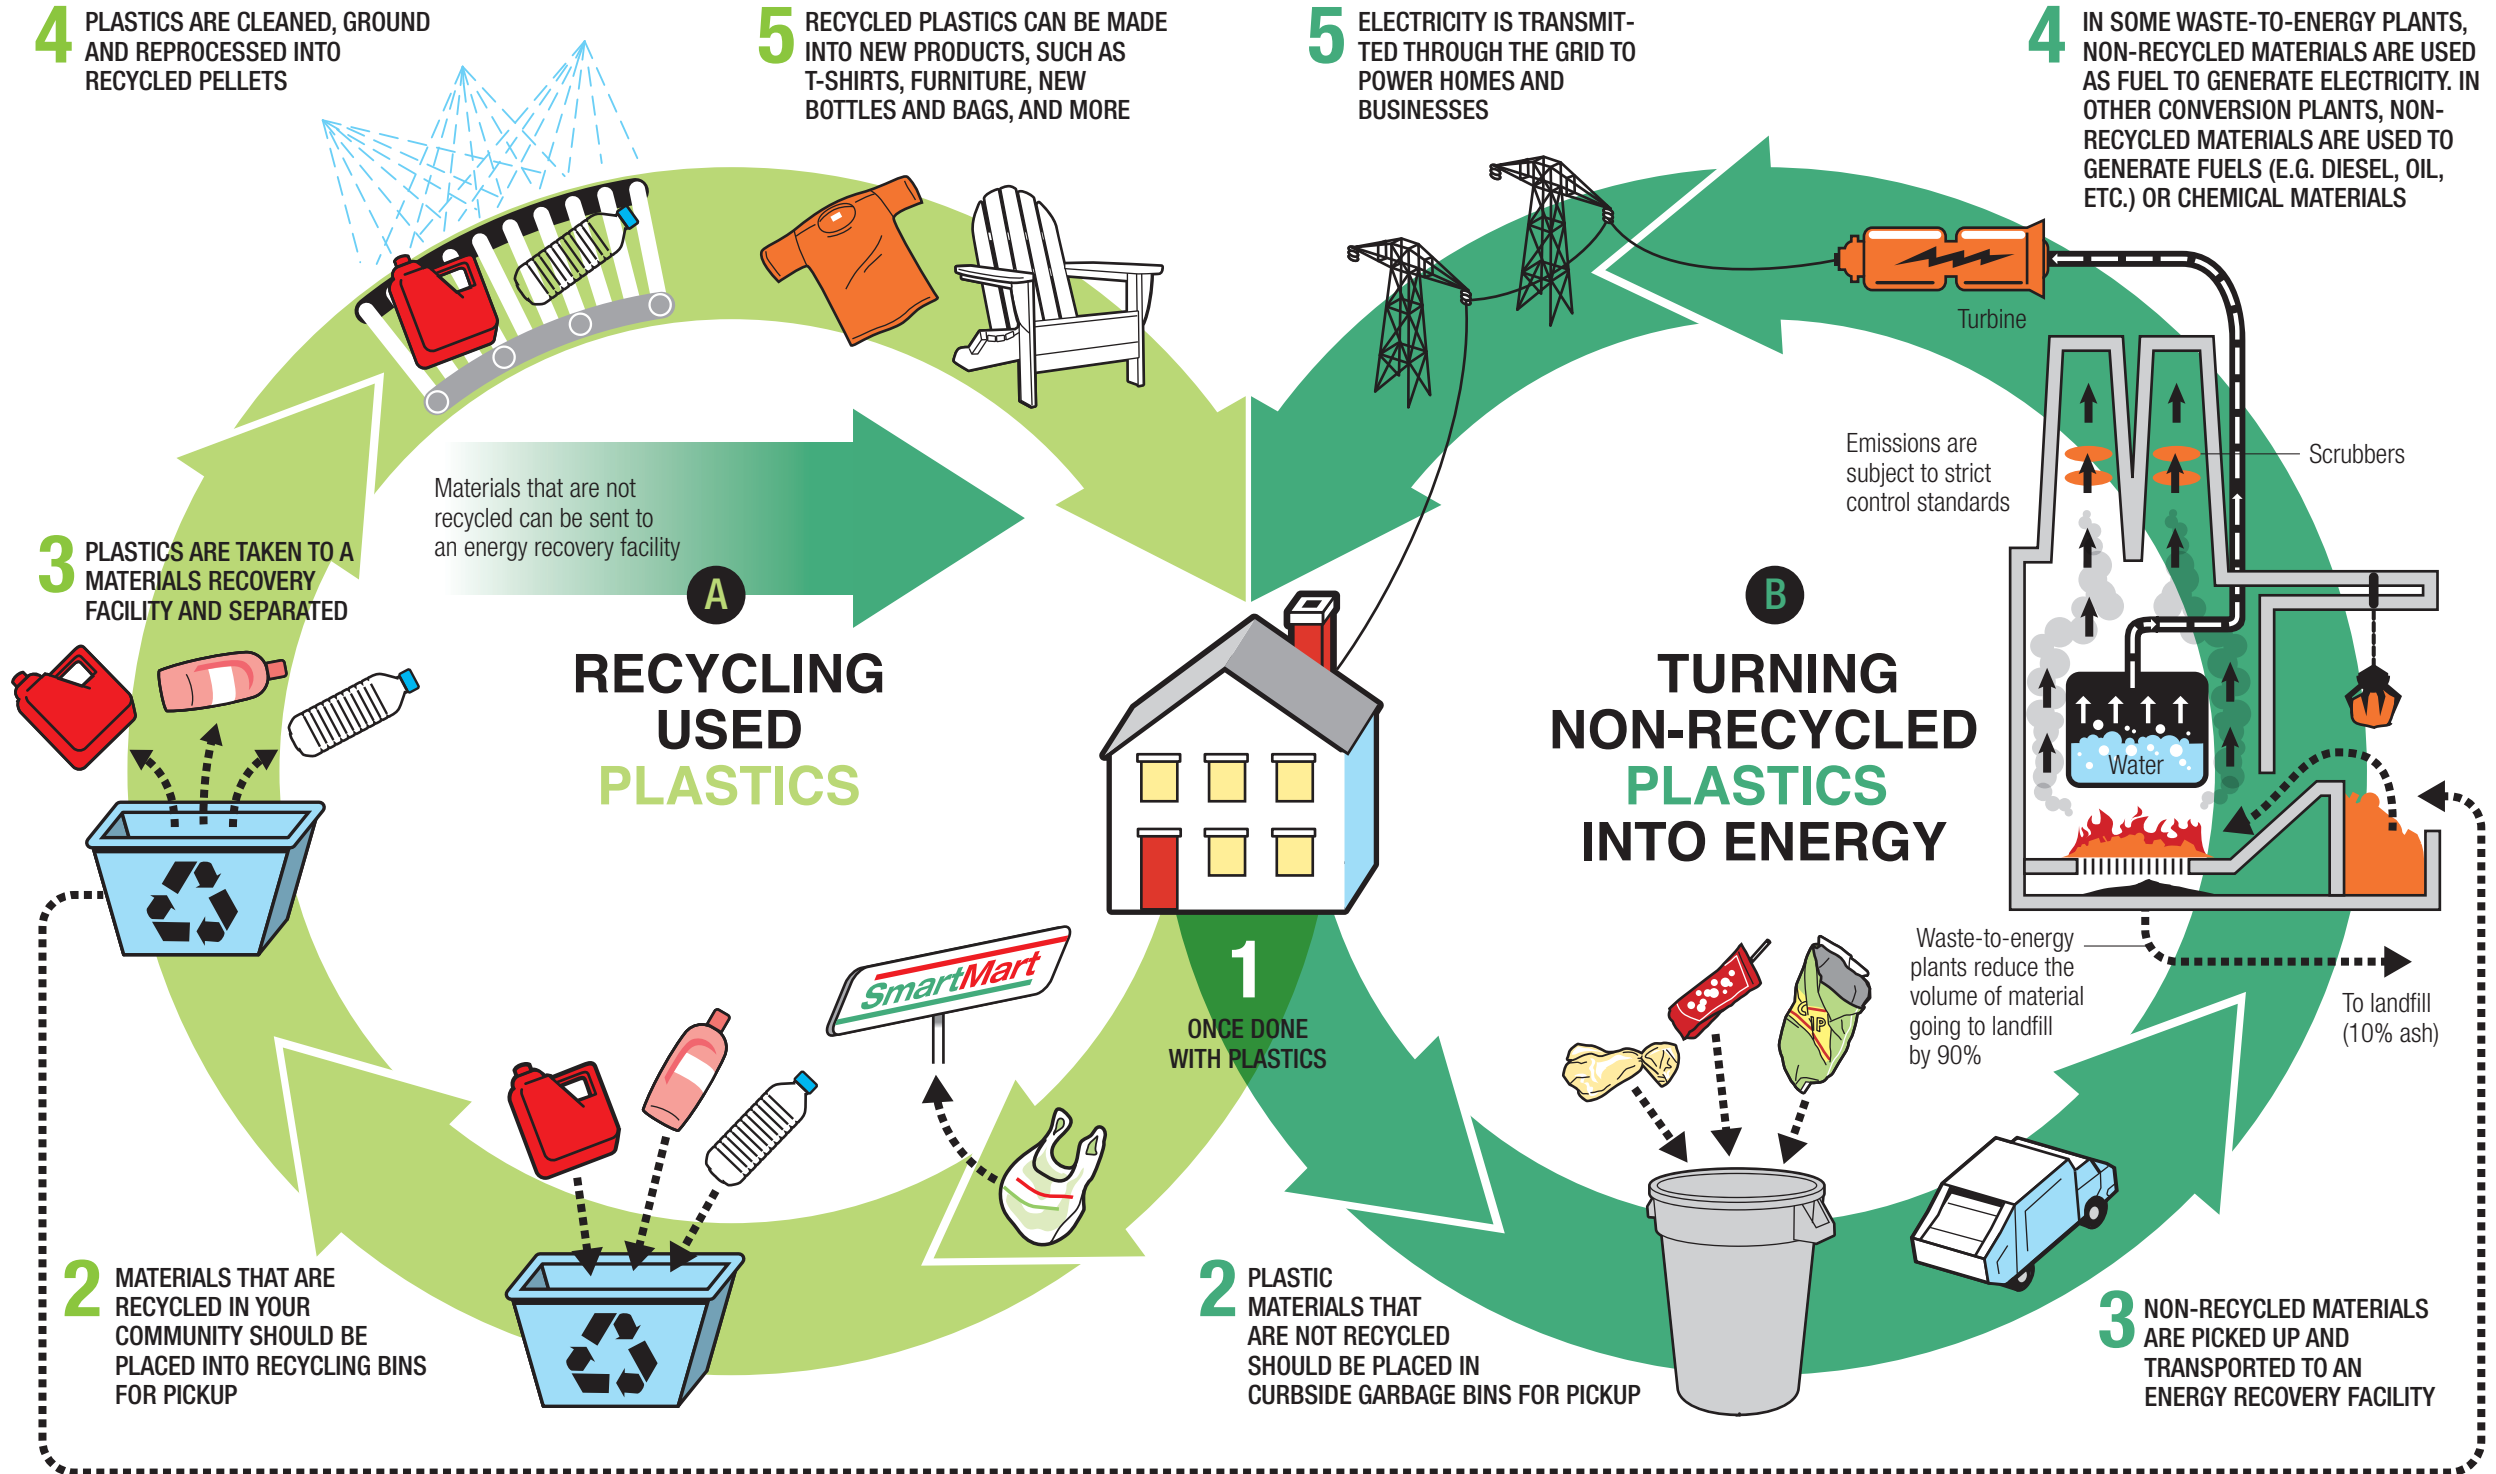 4
PLASTICS ARE CLEANED, GROUND
AND REPROCESSED INTO
RECYCLED PELLETS
5
RECYCLED PLASTICS CAN BE MADE
INTO NEW PRODUCTS, SUCH AS
T-SHIRTS, FURNITURE, NEW
BOTTLES AND BAGS, AND MORE
5
ELECTRICITY IS TRANSMIT-
TED THROUGH THE GRID TO
POWER HOMES AND
BUSINESSES
4
IN SOME WASTE-TO-ENERGY PLANTS,
NON-RECYCLED MATERIALS ARE USED
AS FUEL TO GENERATE ELECTRICITY. IN
OTHER CONVERSION PLANTS, NON-
RECYCLED MATERIALS ARE USED TO
GENERATE FUELS (E.G. DIESEL, OIL,
ETC.) OR CHEMICAL MATERIALS
Turbine
Emissions are
subject to strict
control standards
Scrubbers
Materials that are not
recycled can be sent to
an energy recovery facility
3
PLASTICS ARE TAKEN TO A
MATERIALS RECOVERY
FACILITY AND SEPARATED
A
RECYCLING
USED
PLASTICS
B
TURNING
NON-RECYCLED
PLASTICS
INTO ENERGY
Water
SmartMart
1
ONCE DONE
WITH PLASTICS
Waste-to-energy
plants reduce the
volume of material
going to landfill
by 90%
To landfill
(10% ash)
C
IP
2
MATERIALS THAT ARE
RECYCLED IN YOUR
COMMUNITY SHOULD BE
PLACED INTO RECYCLING BINS
FOR PICKUP
2
PLASTIC
MATERIALS THAT
ARE NOT RECYCLED
SHOULD BE PLACED IN
CURBSIDE GARBAGE BINS FOR PICKUP
3
NON-RECYCLED MATERIALS
ARE PICKED UP AND
TRANSPORTED TO AN
ENERGY RECOVERY FACILITY